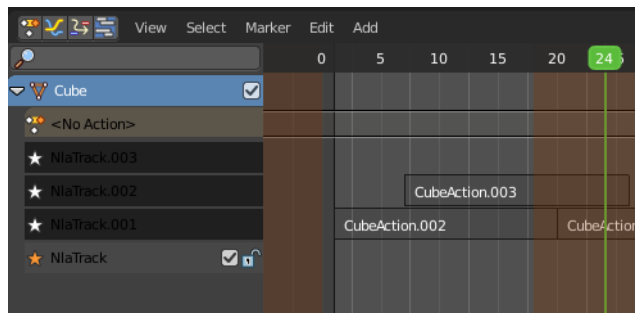 View Select Marker Edit Add
0 5 10 15 20 24
Cube
<No Action>
NlaTrack.003
NlaTrack.002 CubeAction.003
NlaTrack.001 CubeAction.002 CubeAction
NlaTrack